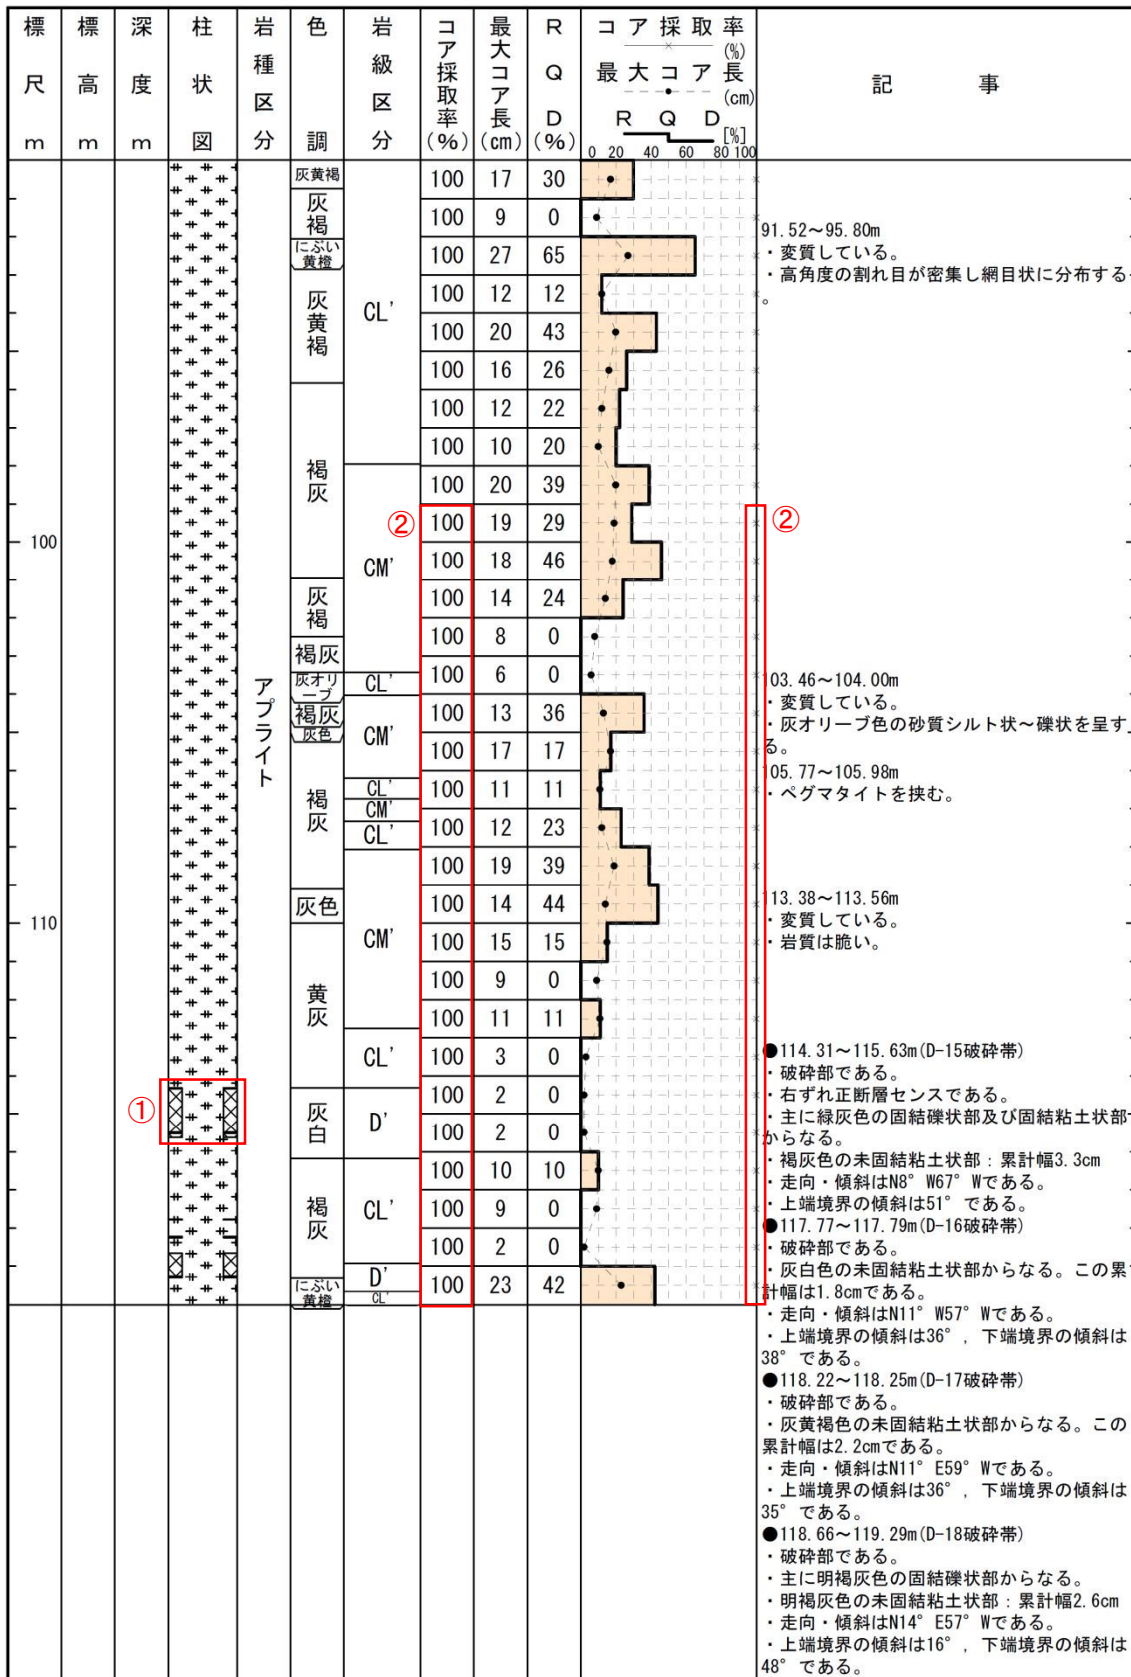 標尺m
標高m
深度m
柱状図
岩種区分
色調
岩級区分
コア採取率(%)
最大コア長(cm)
RQD(%)
コア採取率(%)
最大コア長(cm)
RQD[%]
0 20 40 60 80 100
記事
灰黄褐
100 17 30
灰褐
100 9 0
にぶい黄橙
100 27 65
灰黄褐
CL'
100 12 12
100 20 43
100 16 26
褐灰
100 12 22
100 10 20
CM'
100 20 39
②
100 19 29
②
100
100 18 46
灰褐
100 14 24
褐灰
100 8 0
灰オリーブ
CL'
100 6 0
アプライト
褐灰
CM'
100 13 36
灰色
100 17 17
褐灰
CL'
100 11 11
CM'
CL'
100 12 23
100 19 39
灰色
CM'
100 14 44
110
黄灰
100 15 15
100 9 0
100 11 11
CL'
100 3 0
①
灰白
D'
100 2 0
100 2 0
褐灰
CL'
100 10 10
100 9 0
100 2 0
D'
にぶい黄橙
CL'
100 23 42
91.52～95.80m
・変質している。
・高角度の割れ目が密集し網目状に分布する
。
103.46～104.00m
・変質している。
・灰オリーブ色の砂質シルト状～礫状を呈す
る。
105.77～105.98m
・ペグマタイトを挟む。
113.38～113.56m
・変質している。
・岩質は脆い。
●114.31～115.63m(D-15破砕帯)
・破砕部である。
・右ずれ正断層センスである。
・主に緑灰色の固結礫状部及び固結粘土状部
からなる。
・褐灰色の未固結粘土状部：累計幅3.3cm
・走向・傾斜はN8°W67°Wである。
・上端境界の傾斜は51°である。
●117.77～117.79m(D-16破砕帯)
・破砕部である。
・灰白色の未固結粘土状部からなる。この累
計幅は1.8cmである。
・走向・傾斜はN11°W57°Wである。
・上端境界の傾斜は36°，下端境界の傾斜は
38°である。
●118.22～118.25m(D-17破砕帯)
・破砕部である。
・灰黄褐色の未固結粘土状部からなる。この
累計幅は2.2cmである。
・走向・傾斜はN11°E59°Wである。
・上端境界の傾斜は36°，下端境界の傾斜は
35°である。
●118.66～119.29m(D-18破砕帯)
・破砕部である。
・主に明褐灰色の固結礫状部からなる。
・明褐灰色の未固結粘土状部：累計幅2.6cm
・走向・傾斜はN14°E57°Wである。
・上端境界の傾斜は16°，下端境界の傾斜は
48°である。